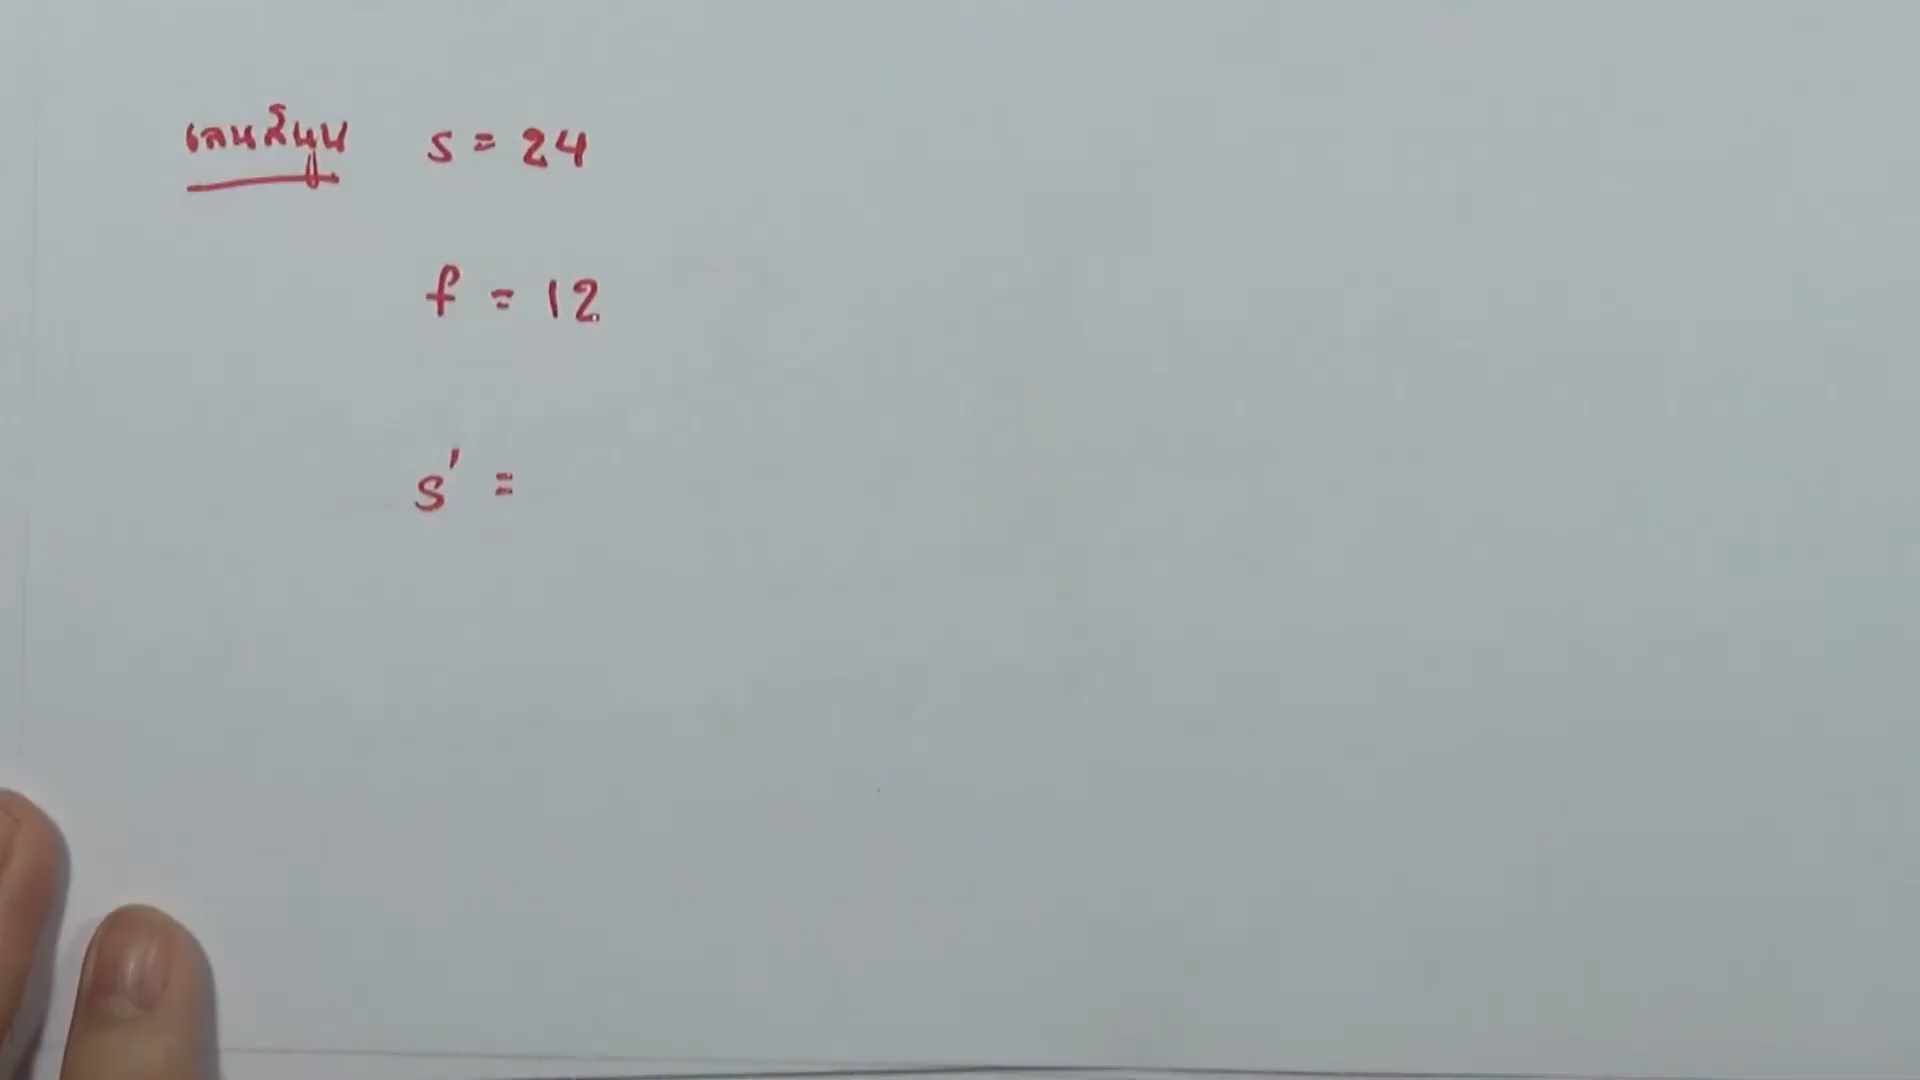 เลนส์นูน s = 24
f = 12
s' =